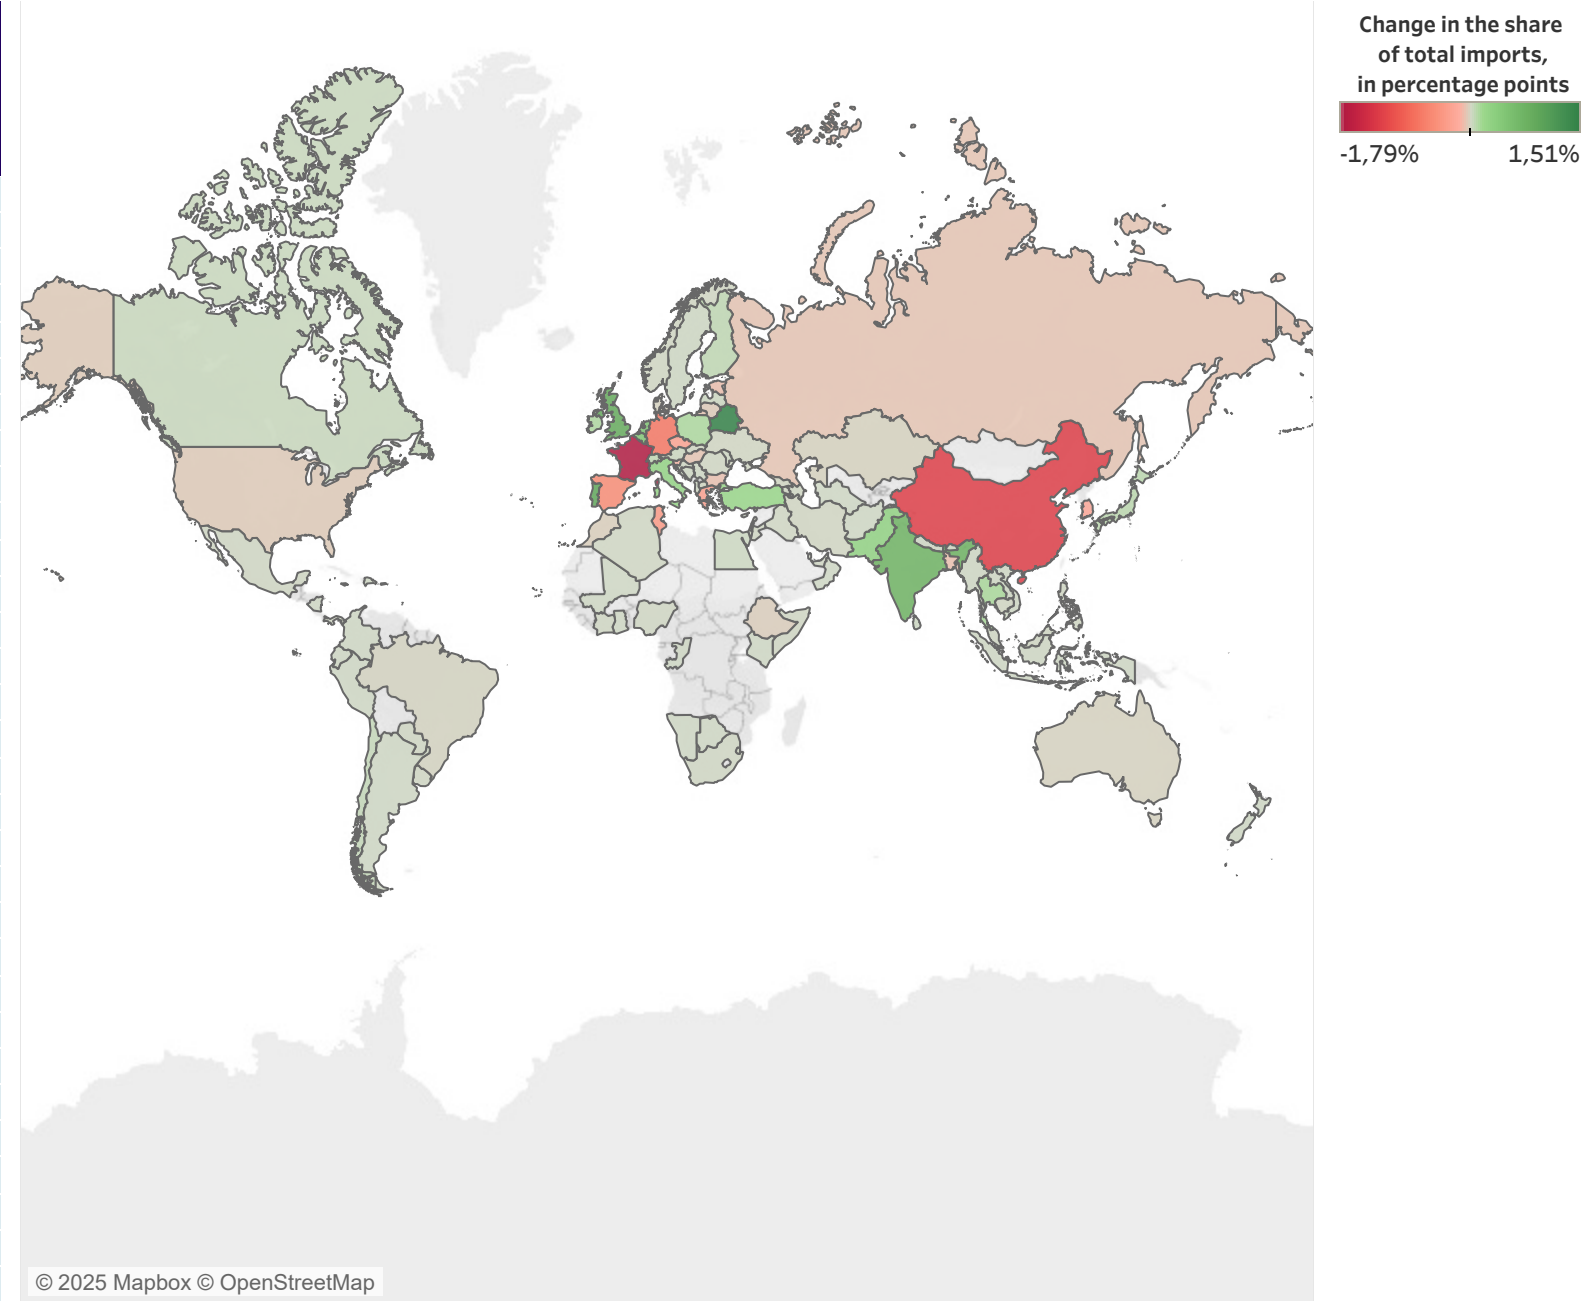 Change in the share
of total imports,
in percentage points
-1,79% 1,51%
© 2025 Mapbox © OpenStreetMap